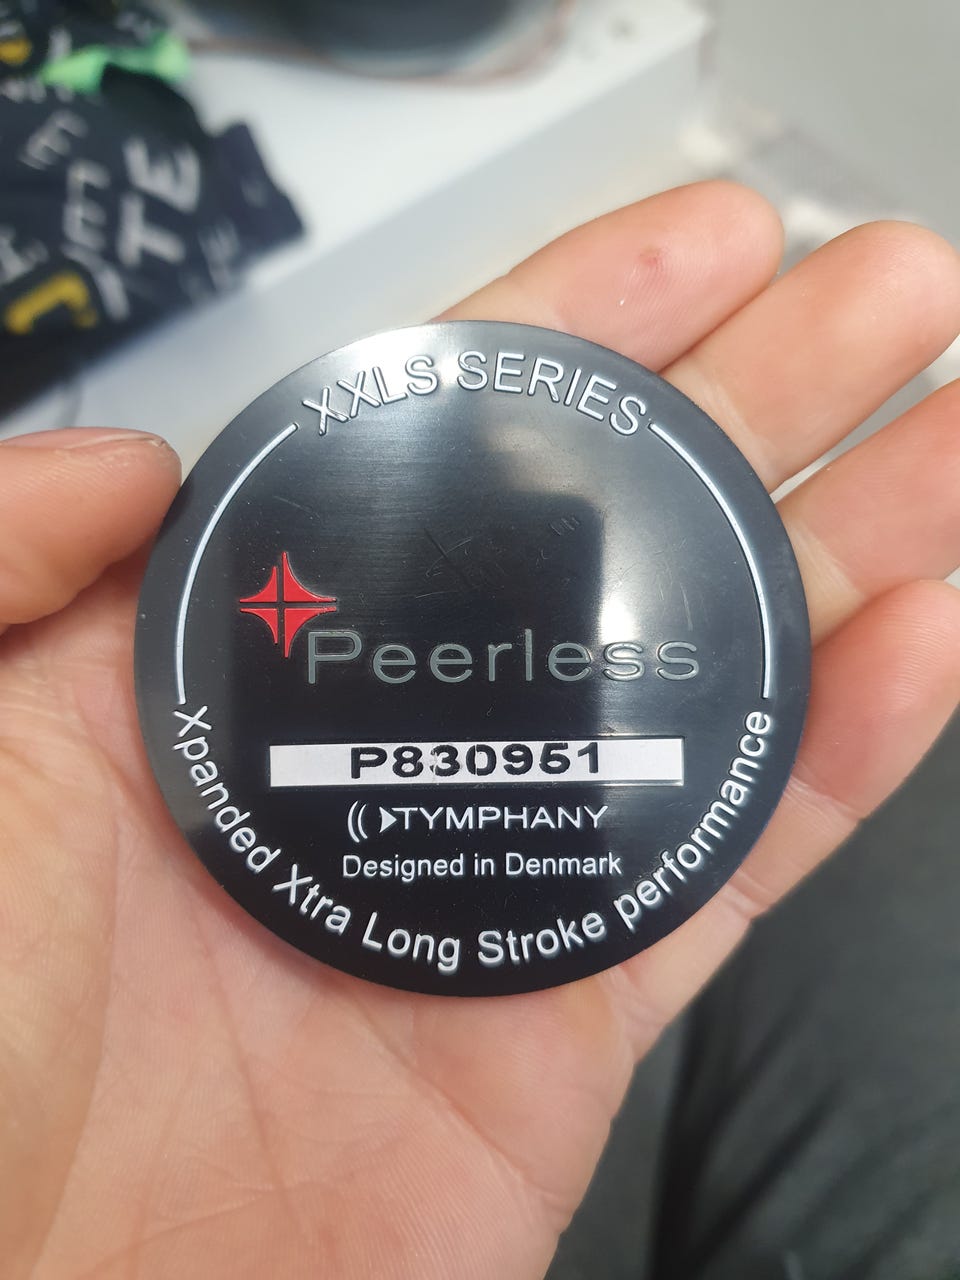 XXLS SERIES
Peerless
P830951
TYMPHANY
Designed in Denmark
Xpanded Xtra Long Stroke performance